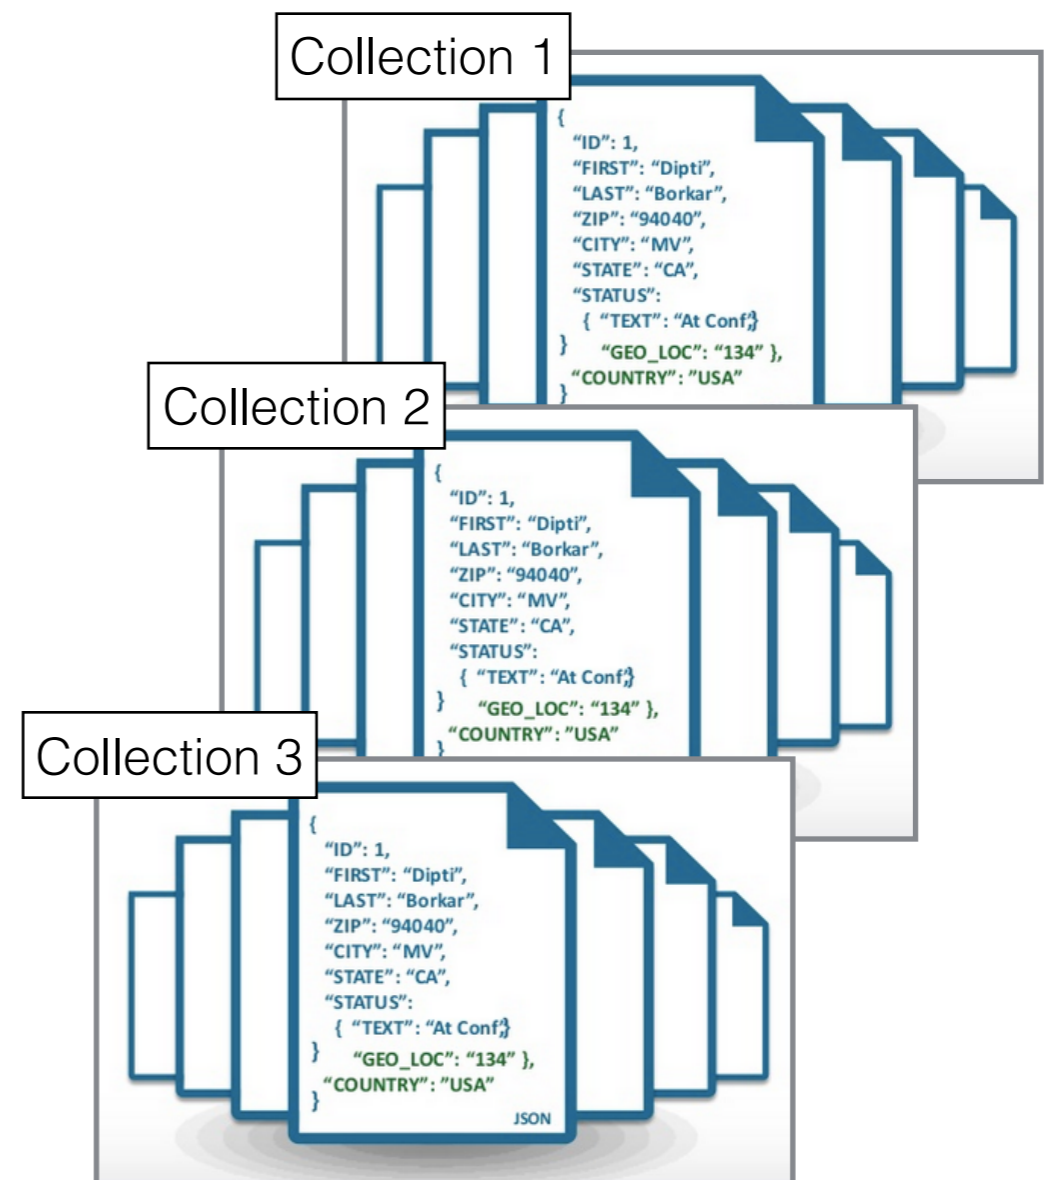 Collection 1
{
“ID”: 1,
“FIRST”: “Dipti”,
“LAST”: “Borkar”,
“ZIP”: “94040”,
“CITY”: “MV”,
“STATE”: “CA”,
“STATUS”:
{ “TEXT”: “At Conf”,}
} “GEO_LOC”: “134” },
“COUNTRY”: ”USA”
}
Collection 2
{
“ID”: 1,
“FIRST”: “Dipti”,
“LAST”: “Borkar”,
“ZIP”: “94040”,
“CITY”: “MV”,
“STATE”: “CA”,
“STATUS”:
{ “TEXT”: “At Conf”,}
} “GEO_LOC”: “134” },
“COUNTRY”: ”USA”
}
Collection 3
{
“ID”: 1,
“FIRST”: “Dipti”,
“LAST”: “Borkar”,
“ZIP”: “94040”,
“CITY”: “MV”,
“STATE”: “CA”,
“STATUS”:
{ “TEXT”: “At Conf”,}
} “GEO_LOC”: “134” },
“COUNTRY”: ”USA”
}
JSON